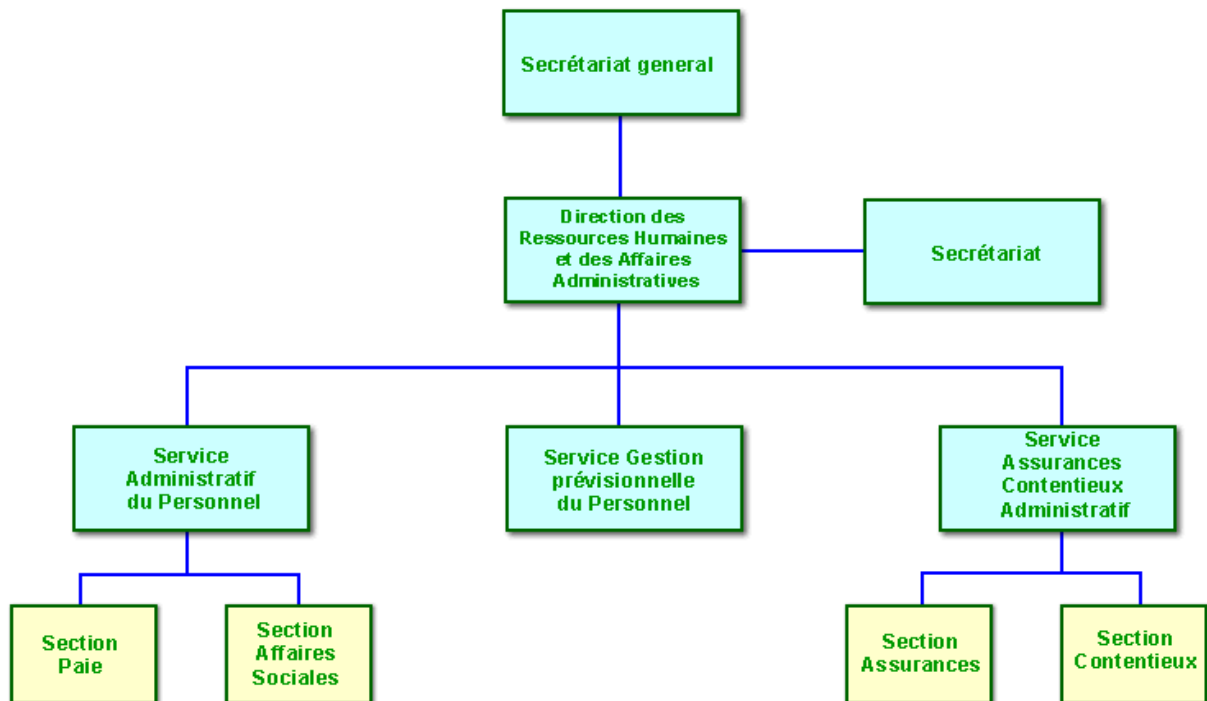 Secrétariat general
Direction des
Ressources Humaines
et des Affaires
Administratives
Secrétariat
Service
Administratif
du Personnel
Service Gestion
prévisionnelle
du Personnel
Service
Assurances
Contentieux
Administratif
Section
Paie
Section
Affaires
Sociales
Section
Assurances
Section
Contentieux